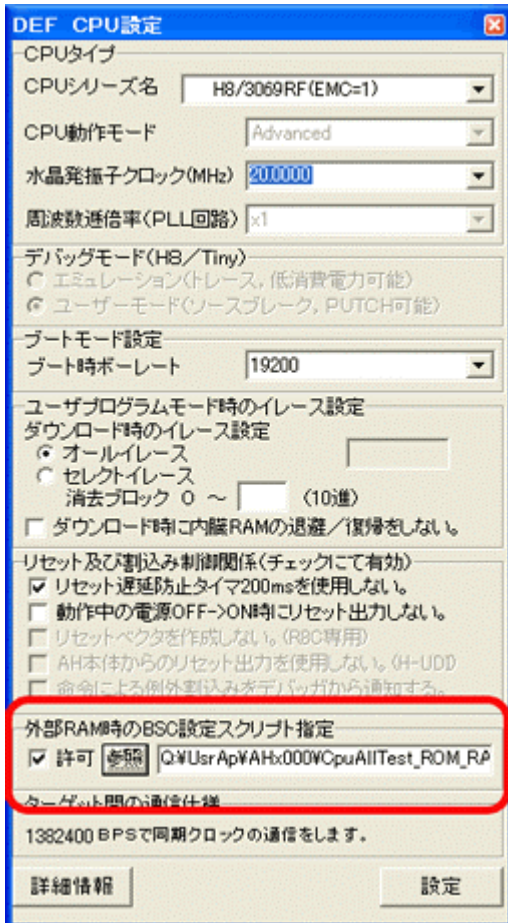 DEF CPU設定
CPUタイプ
CPUシリーズ名 H8/3069RF(EMC=1)
CPU動作モード Advanced
水晶発振子クロック(MHz) 20.0000
周波数逓倍率(PLL回路) x1
デバッグモード(H8/Tiny)
エミュレーション(トレース, 低消費電力可能)
ユーザーモード(ソースブレーク, PUTCH可能)
ブートモード設定
ブート時ボーレート 19200
ユーザプログラムモード時のイレース設定
ダウンロード時のイレース設定
オールイレース
セレクトイレース
消去ブロック 0 ～ (10進)
ダウンロード時に内臓RAMの退避/復帰をしない。
リセット及び割込み制御関係(チェックにて有効)
リセット遅延防止タイマ200msを使用しない。
動作中の電源OFF->ON時にリセット出力しない。
リセットベクタを作成しない。(R8C専用)
AH本体からのリセット出力を使用しない。(H-UDI)
命令による例外割込みをデバッガから通知する。
外部RAM時のBSC設定スクリプト指定
許可 参照 Q:¥UsrAp¥AHx000¥CpuAllTest_ROM_RA
ターゲット間の通信仕様
1382400BPSで同期クロックの通信をします。
詳細情報 設定